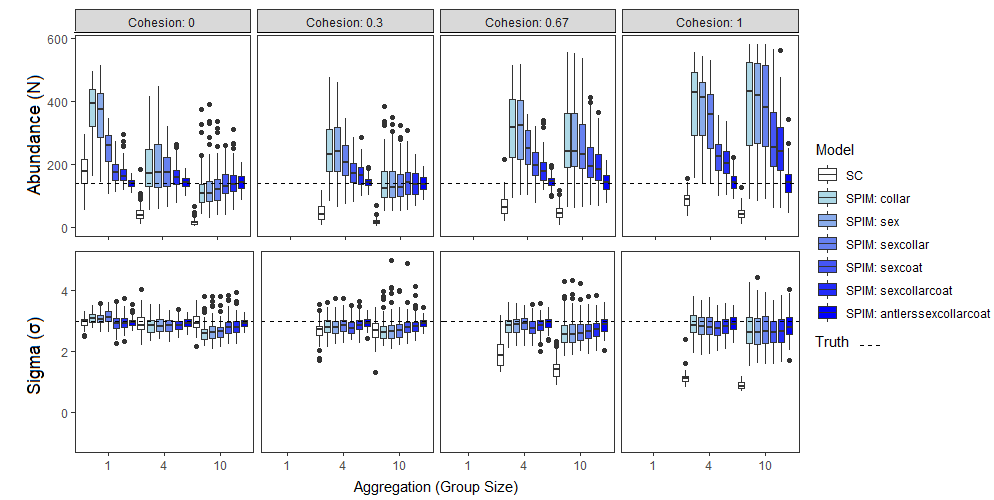 Cohesion: 0 Cohesion: 0.3 Cohesion: 0.67 Cohesion: 1
Abundance (N)
600
400
200
0
Sigma (σ)
4
2
0
1 4 10 1 4 10 1 4 10 1 4 10
Aggregation (Group Size)
Model
SC
SPIM: collar
SPIM: sex
SPIM: sexcollar
SPIM: sexcoat
SPIM: sexcollarcoat
SPIM: antlerssexcollarcoat
Truth